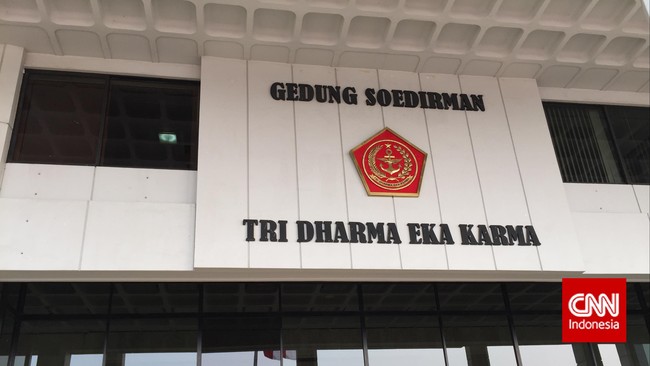 GEDUNG SOEDIRMAN
TRI DHARMA EKA KARMA
CNN
Indonesia